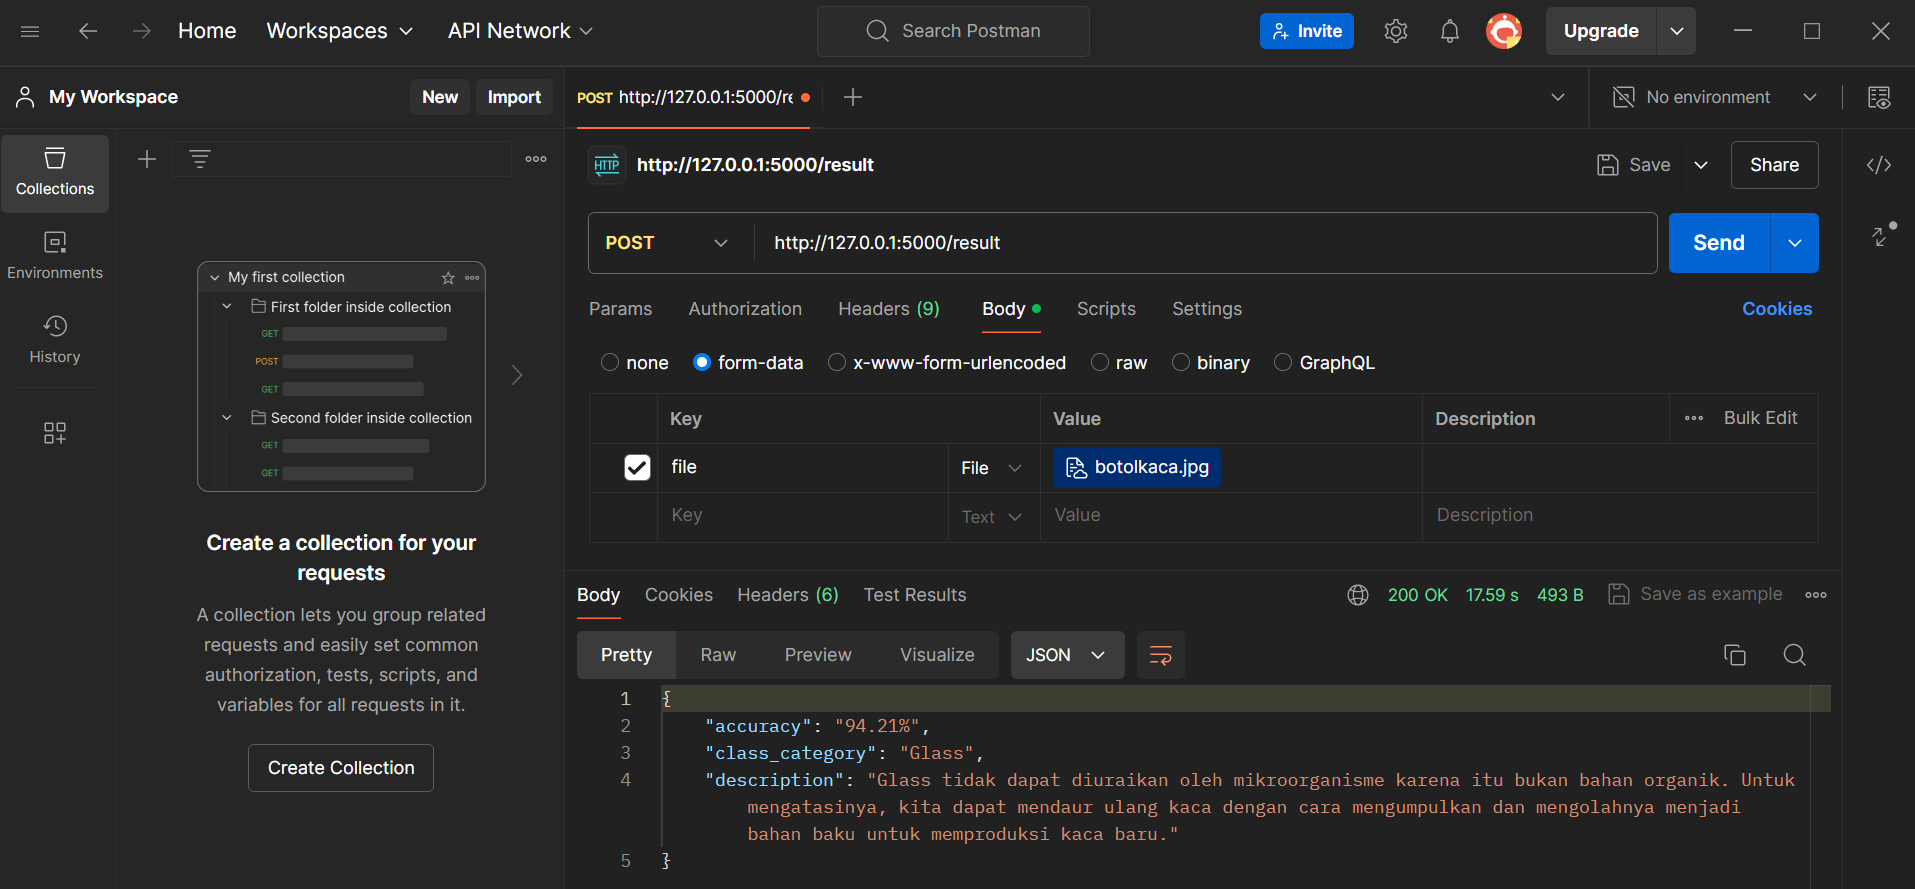 Home Workspaces API Network Search Postman Invite Upgrade
My Workspace New Import POST http://127.0.0.1:5000/re No environment
Collections
Environments
History
My first collection
First folder inside collection
GET
POST
GET
Second folder inside collection
GET
GET
Create a collection for your
requests
A collection lets you group related
requests and easily set common
authorization, tests, scripts, and
variables for all requests in it.
Create Collection
HTTP http://127.0.0.1:5000/result Save Share
POST http://127.0.0.1:5000/result Send
Params Authorization Headers (9) Body Scripts Settings Cookies
none form-data x-www-form-urlencoded raw binary GraphQL
Key Value Description Bulk Edit
file File botolkaca.jpg
Key Text Value Description
Body Cookies Headers (6) Test Results 200 OK 17.59 s 493 B Save as example
Pretty Raw Preview Visualize JSON
1 {
2 "accuracy": "94.21%",
3 "class_category": "Glass",
4 "description": "Glass tidak dapat diuraikan oleh mikroorganisme karena itu bukan bahan organik. Untuk
mengatasinya, kita dapat mendaur ulang kaca dengan cara mengumpulkan dan mengolahnya menjadi
bahan baku untuk memproduksi kaca baru."
5 }